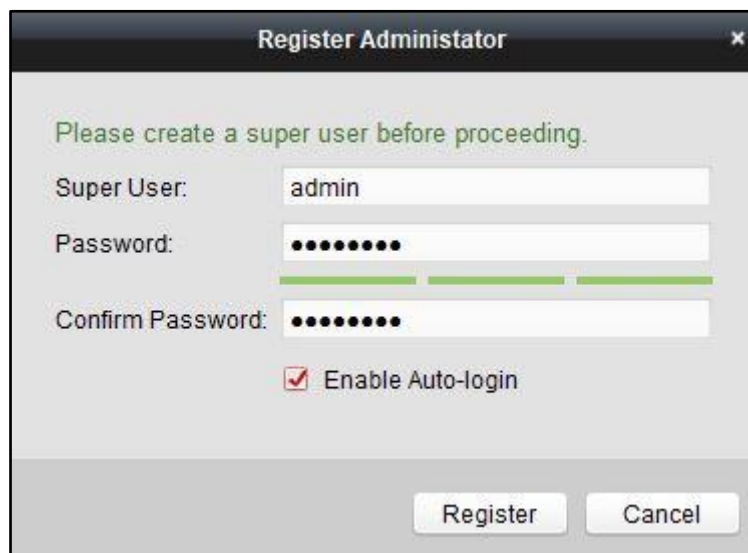 Register Administator
Please create a super user before proceeding.
Super User: admin
Password: ●●●●●●●●
Confirm Password: ●●●●●●●●
Enable Auto-login
Register Cancel